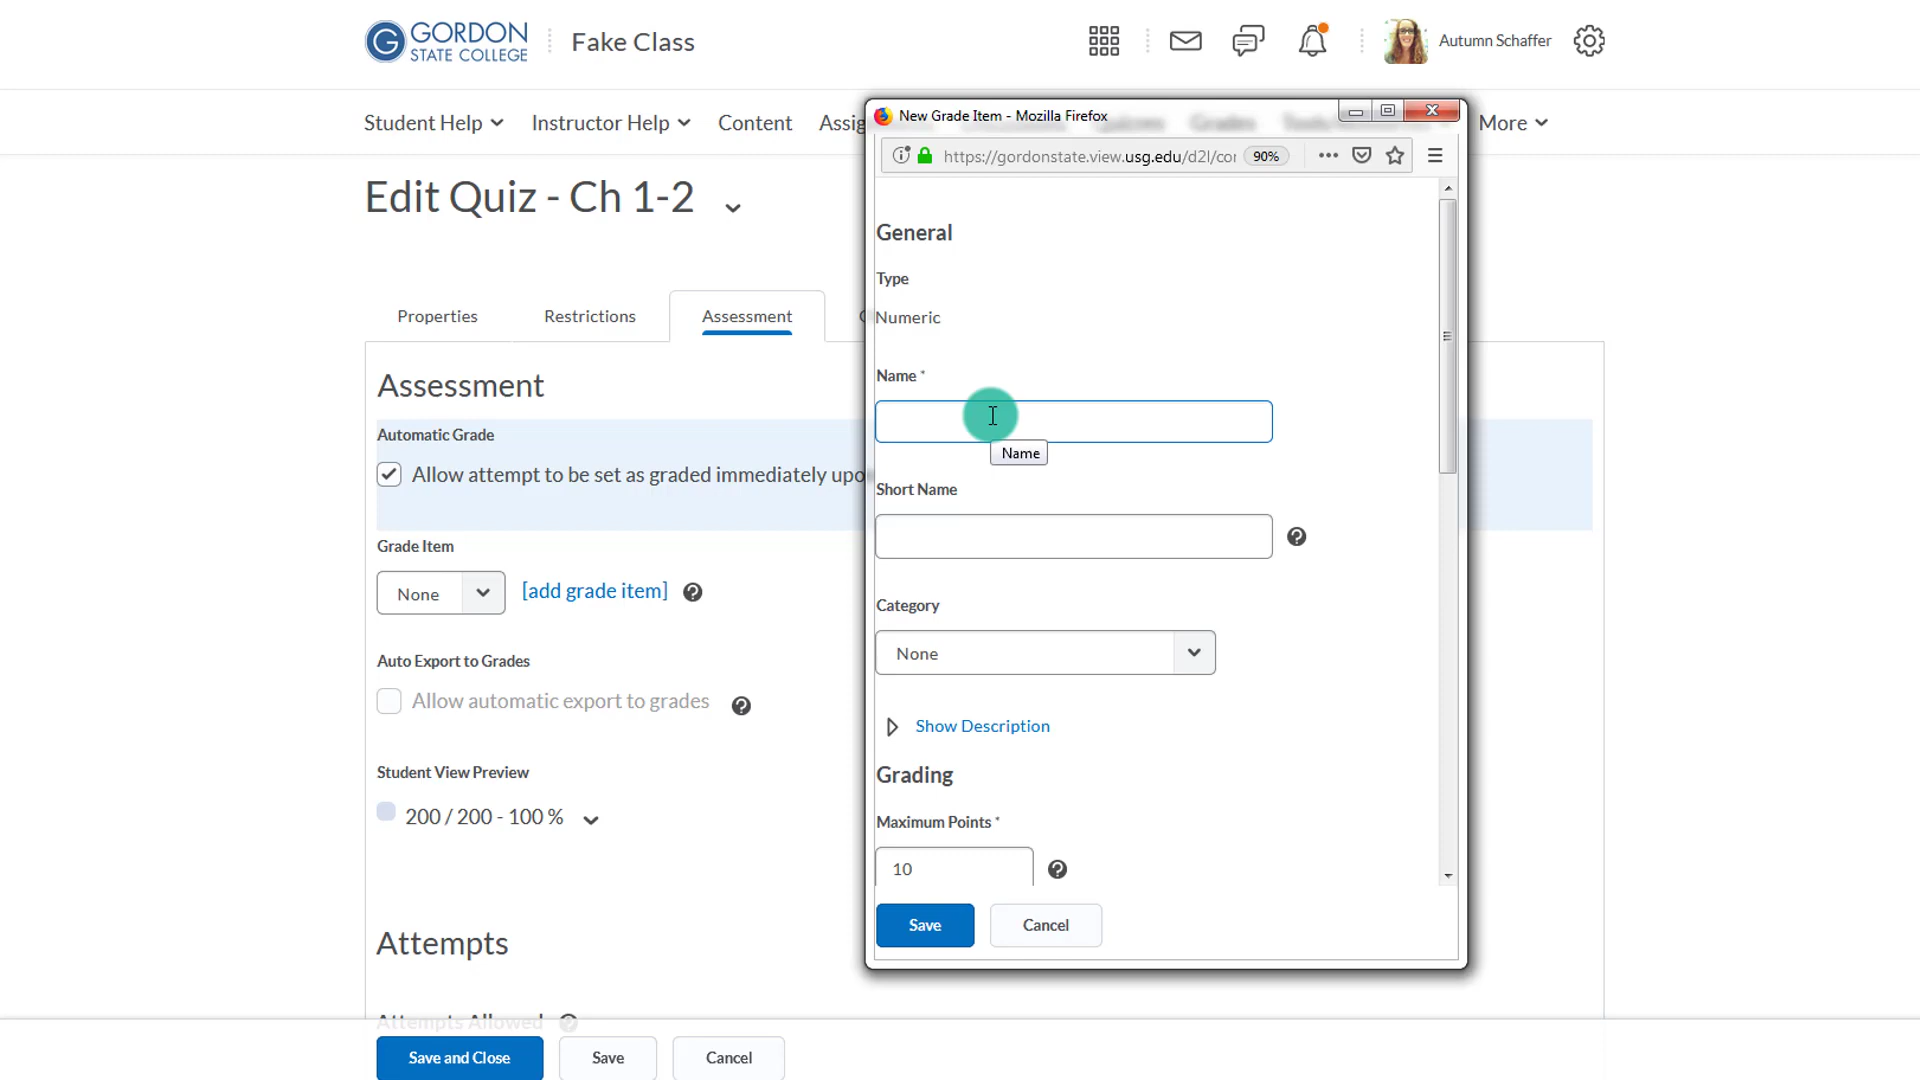 GORDON
STATE COLLEGE
Fake Class
Autumn Schaffer
Student Help
Instructor Help
Content
Assig
More
New Grade Item - Mozilla Firefox
https://gordonstate.view.usg.edu/d2l/cor
90%
Edit Quiz - Ch 1-2
Properties
Restrictions
Assessment
Assessment
Automatic Grade
Allow attempt to be set as graded immediately upo
Grade Item
None
[add grade item]
Auto Export to Grades
Allow automatic export to grades
Student View Preview
200 / 200 - 100 %
Attempts
Attempts Allowed
Save and Close
Save
Cancel
General
Type
Numeric
Name *
Name
Short Name
Category
None
Show Description
Grading
Maximum Points *
10
Save
Cancel